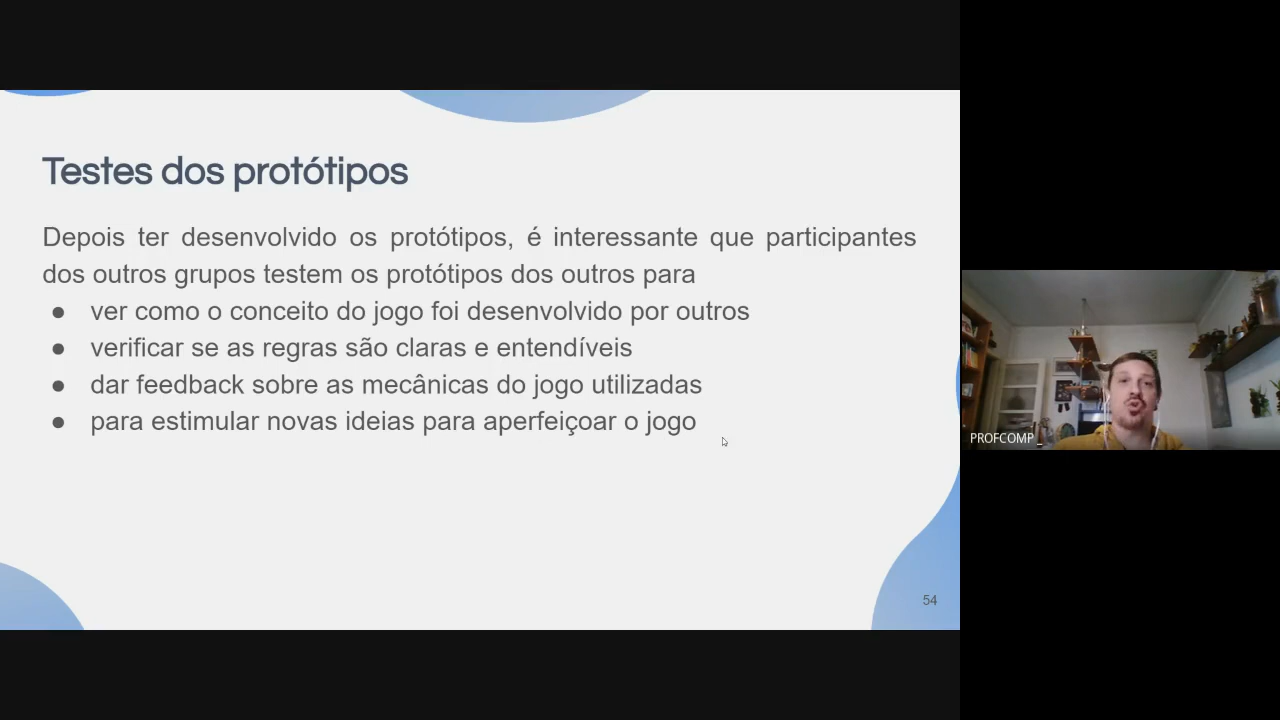 Testes dos protótipos
Depois ter desenvolvido os protótipos, é interessante que participantes
dos outros grupos testem os protótipos dos outros para
● ver como o conceito do jogo foi desenvolvido por outros
● verificar se as regras são claras e entendíveis
● dar feedback sobre as mecânicas do jogo utilizadas
● para estimular novas ideias para aperfeiçoar o jogo
PROFCOMP _
54